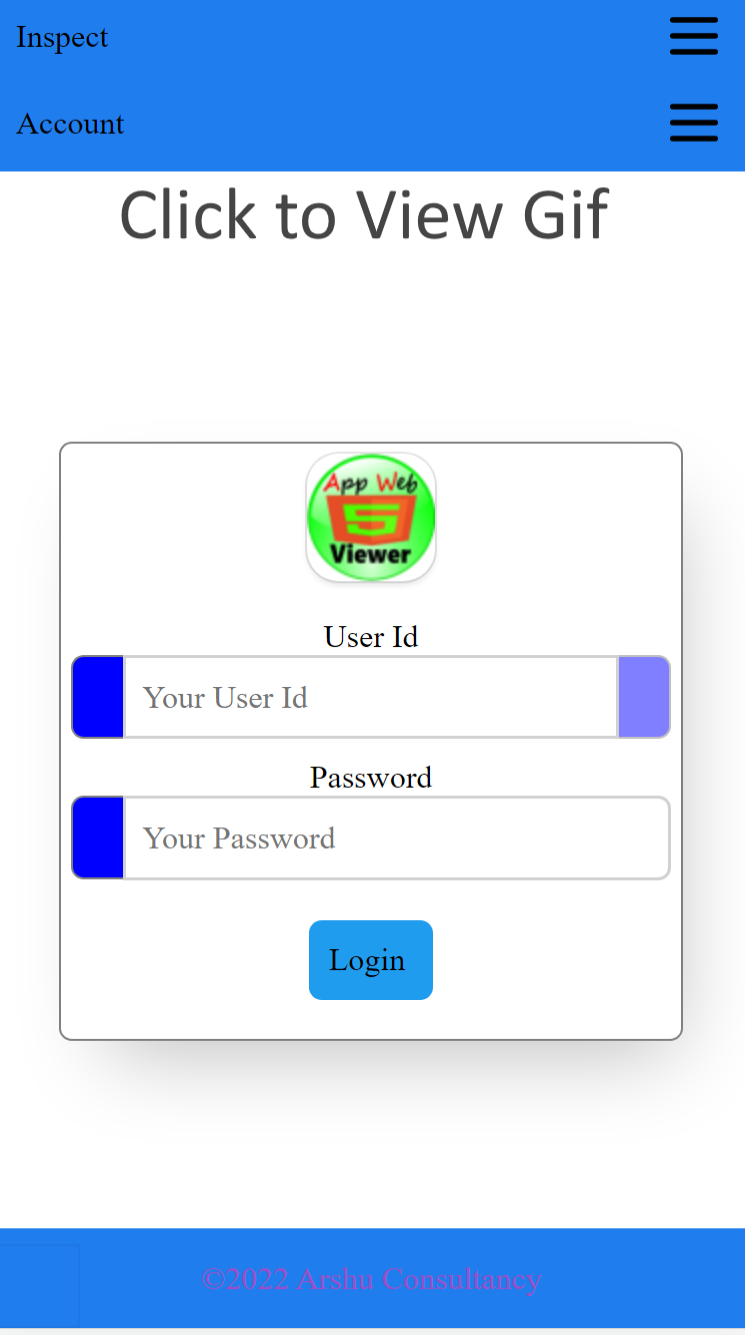 Inspect
Account
Click to View Gif
App Web
5
Viewer
User Id
Your User Id
Password
Your Password
Login
©2022 Arshu Consultancy